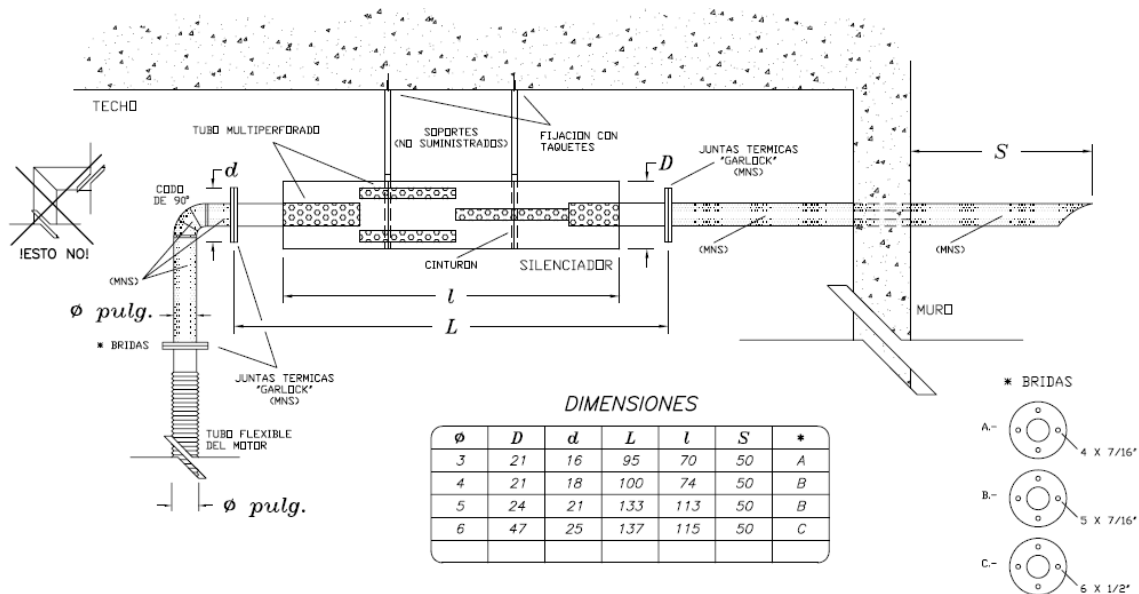 TECHO
TUBO MULTIPERFORADO
SOPORTES
(NO SUMINISTRADOS)
FIJACION CON
TAQUETES
JUNTAS TERMICAS
"GARLOCK"
(MNS)
S
D
d
CODO
DE 90°
!ESTO NO!
(MNS)
CINTURON
SILENCIADOR
(MNS)
(MNS)
l
L
MURO
ø pulg.
* BRIDAS
JUNTAS TERMICAS
"GARLOCK"
(MNS)
TUBO FLEXIBLE
DEL MOTOR
ø pulg.
DIMENSIONES
ø D d L l S *
3 21 16 95 70 50 A
4 21 18 100 74 50 B
5 24 21 133 113 50 B
6 47 25 137 115 50 C
* BRIDAS
A.- 4 X 7/16"
B.- 5 X 7/16"
C.- 6 X 1/2"